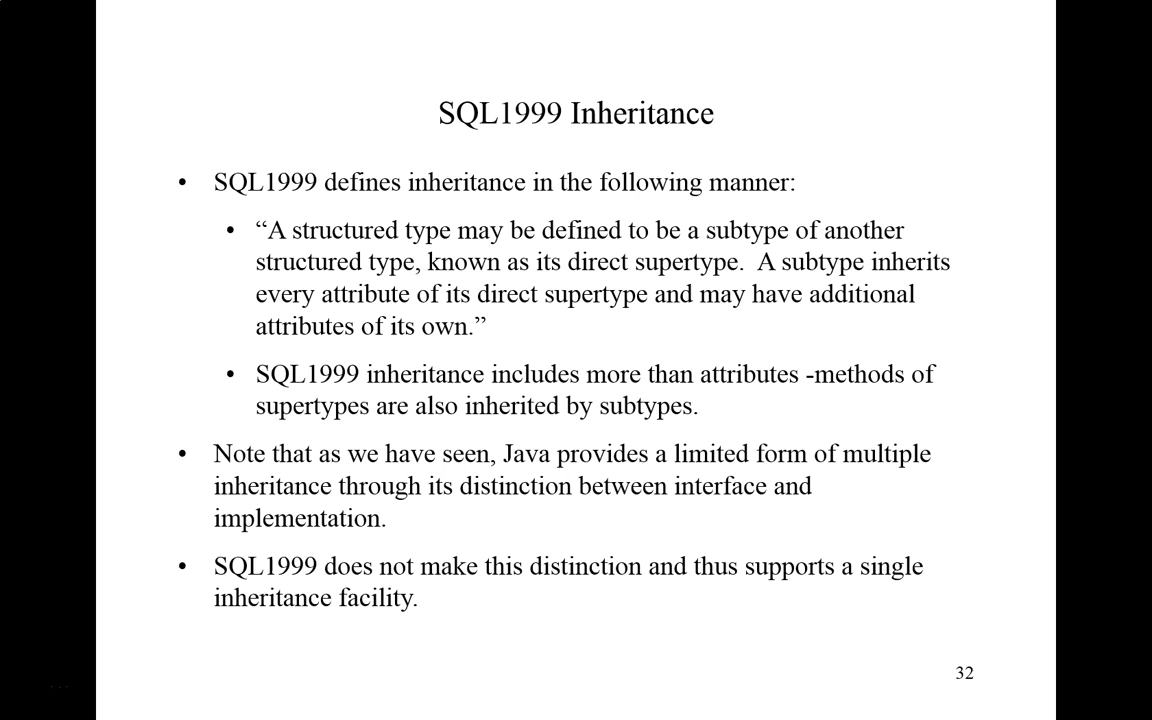 SQL1999 Inheritance
• SQL1999 defines inheritance in the following manner:
• “A structured type may be defined to be a subtype of another
structured type, known as its direct supertype.  A subtype inherits
every attribute of its direct supertype and may have additional
attributes of its own.”
• SQL1999 inheritance includes more than attributes -methods of
supertypes are also inherited by subtypes.
• Note that as we have seen, Java provides a limited form of multiple
inheritance through its distinction between interface and
implementation.
• SQL1999 does not make this distinction and thus supports a single
inheritance facility.
32